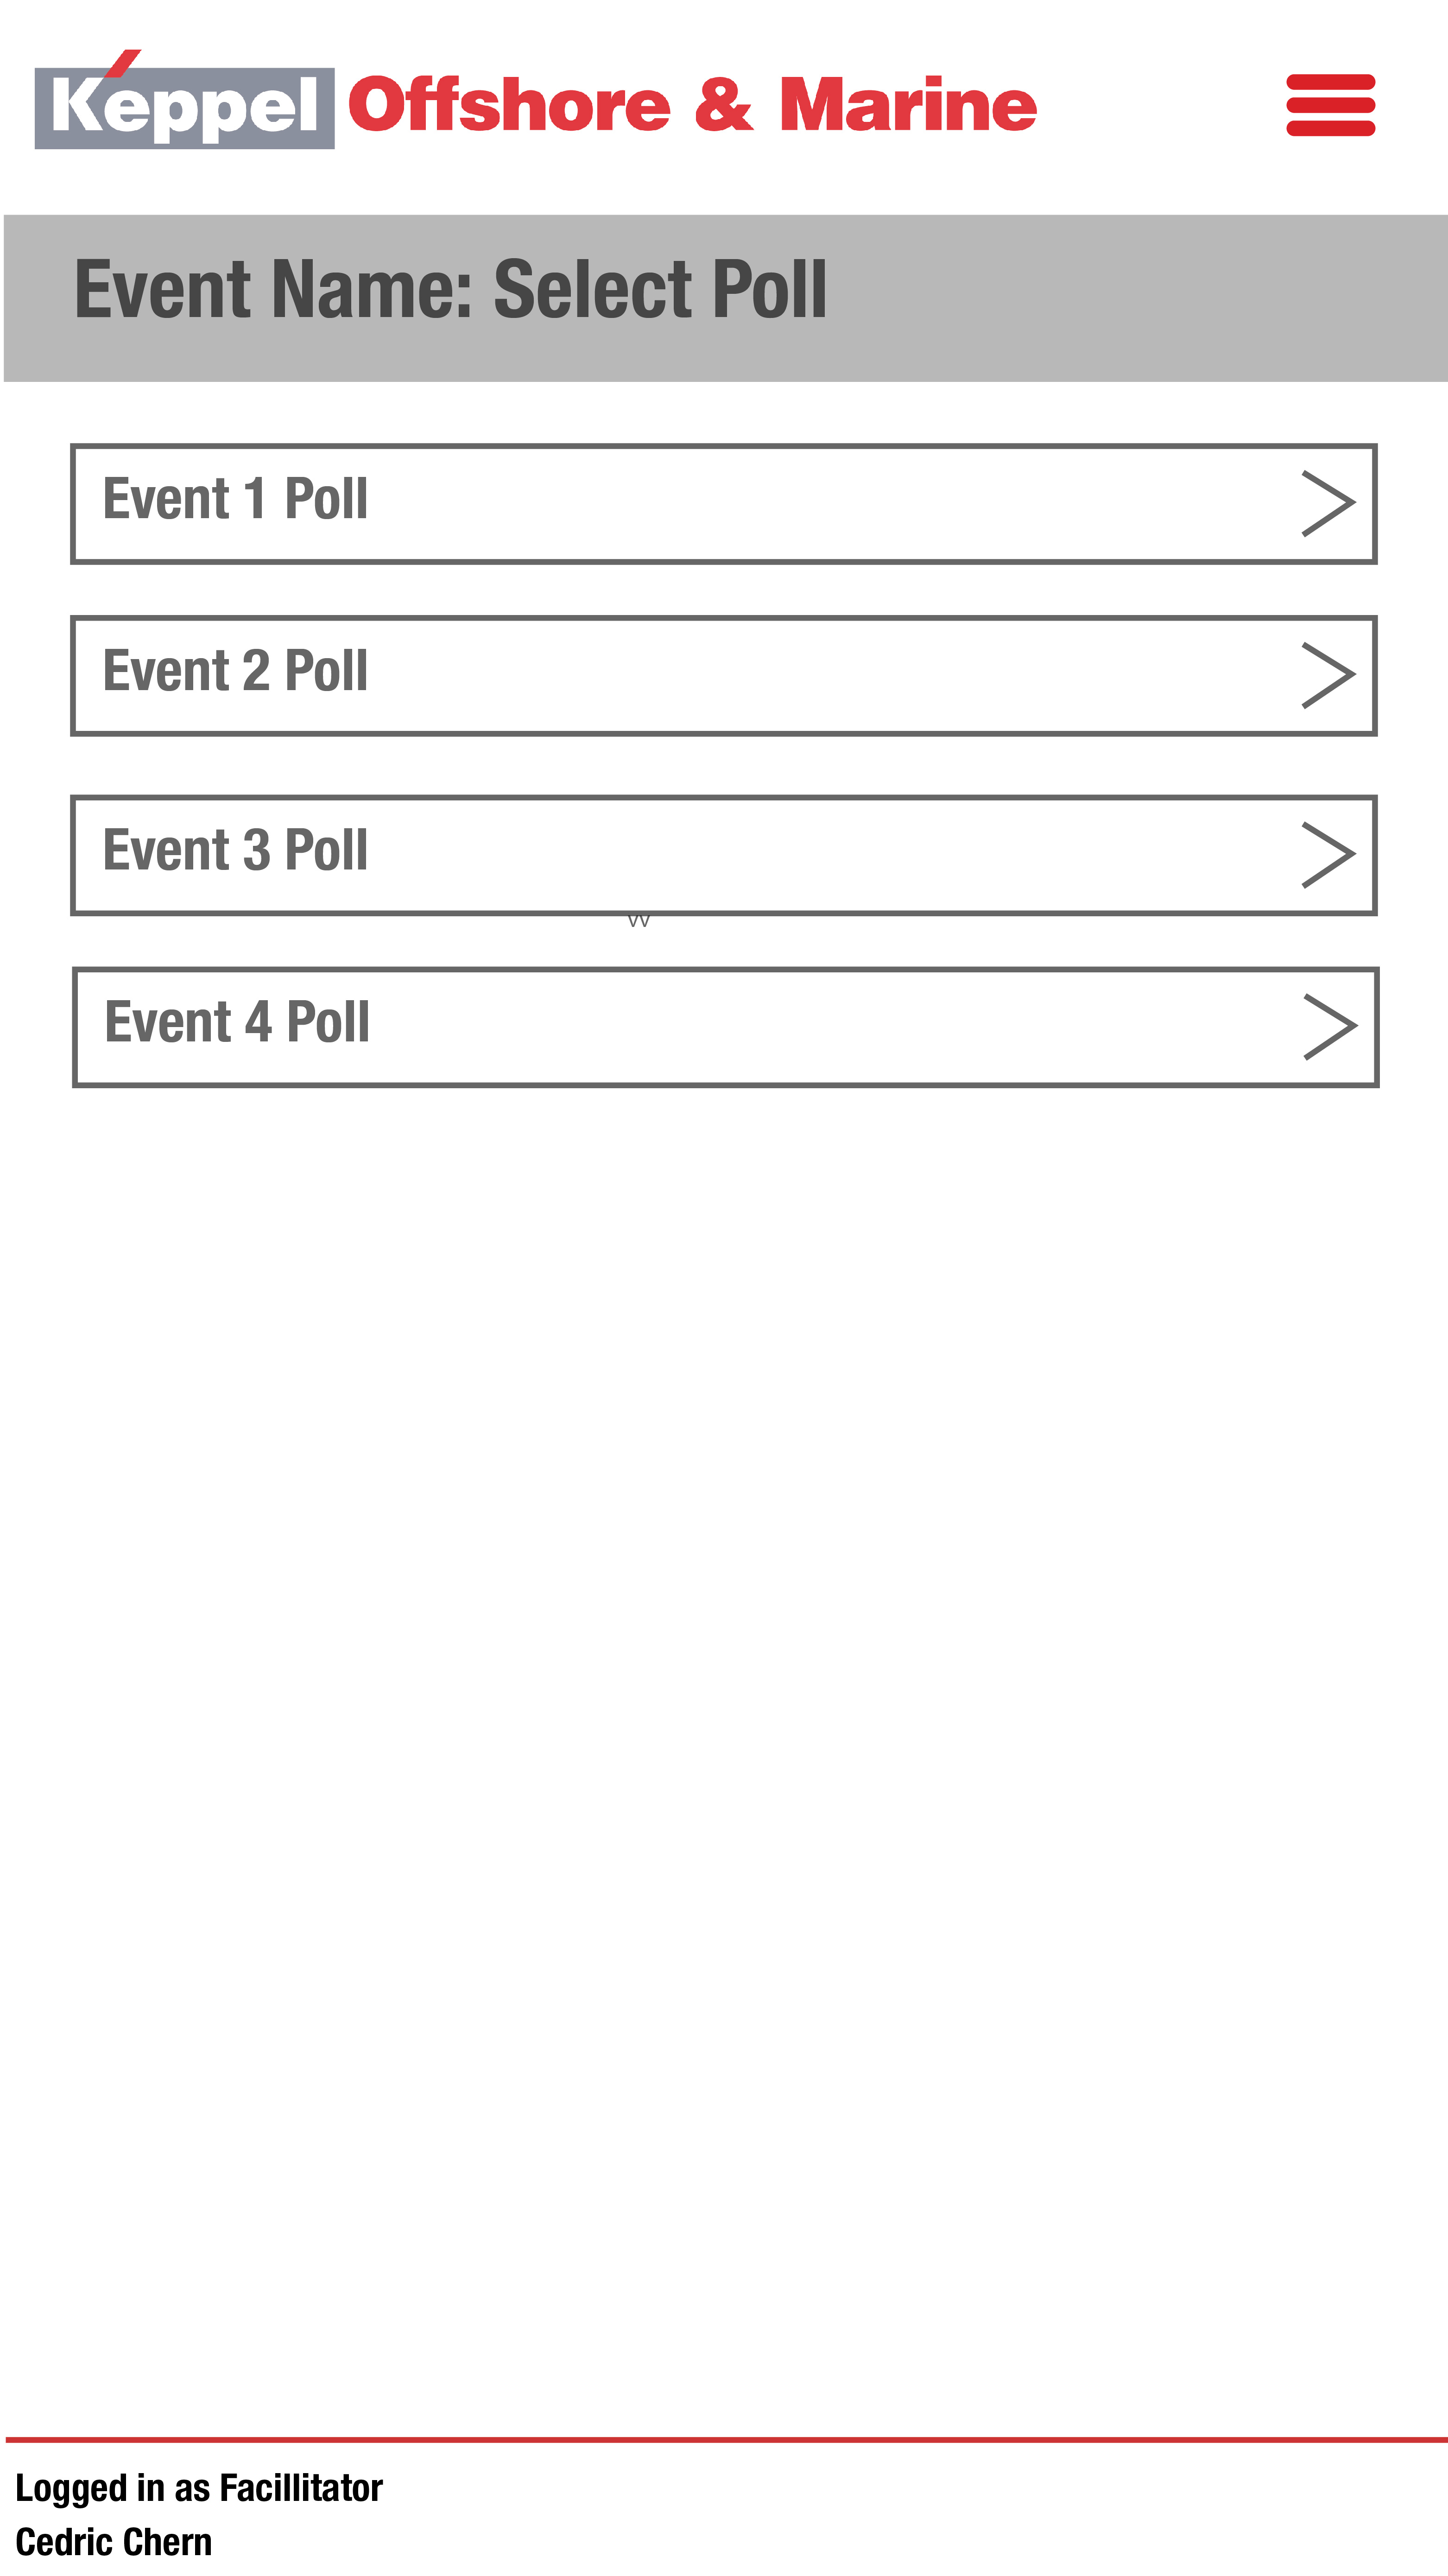 Keppel Offshore & Marine
Event Name: Select Poll
Event 1 Poll
Event 2 Poll
Event 3 Poll
vv
Event 4 Poll
Logged in as Facillitator
Cedric Chern